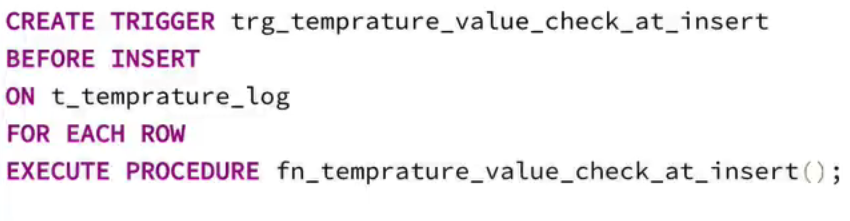 CREATE TRIGGER trg_temprature_value_check_at_insert
BEFORE INSERT
ON t_temprature_log
FOR EACH ROW
EXECUTE PROCEDURE fn_temprature_value_check_at_insert();